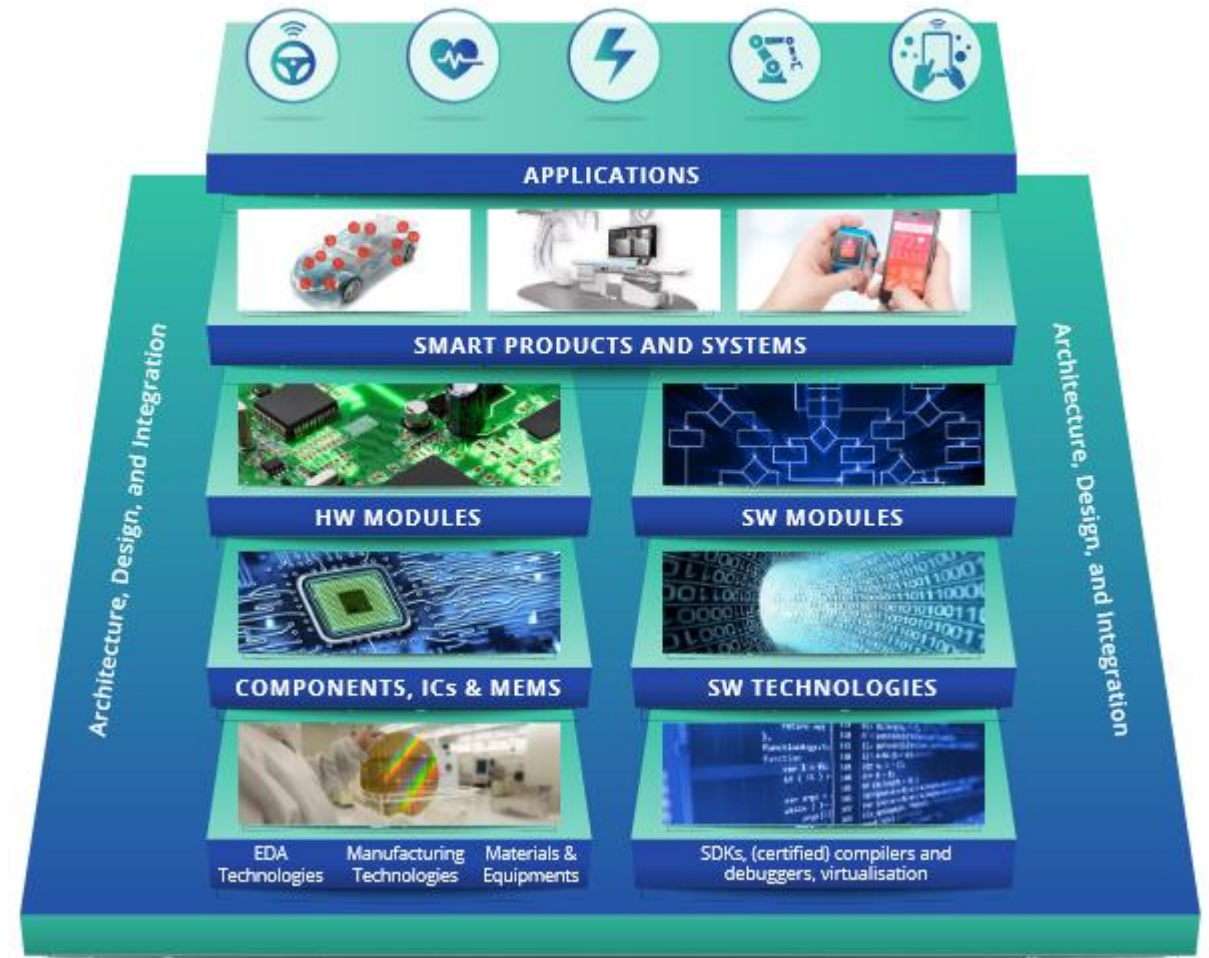 APPLICATIONS
SMART PRODUCTS AND SYSTEMS
Architecture, Design, and Integration
Architecture, Design, and Integration
HW MODULES
SW MODULES
COMPONENTS, ICs & MEMS
SW TECHNOLOGIES
EDA
Technologies
Manufacturing
Technologies
Materials &
Equipments
SDKs, (certified) compilers and
debuggers, virtualisation